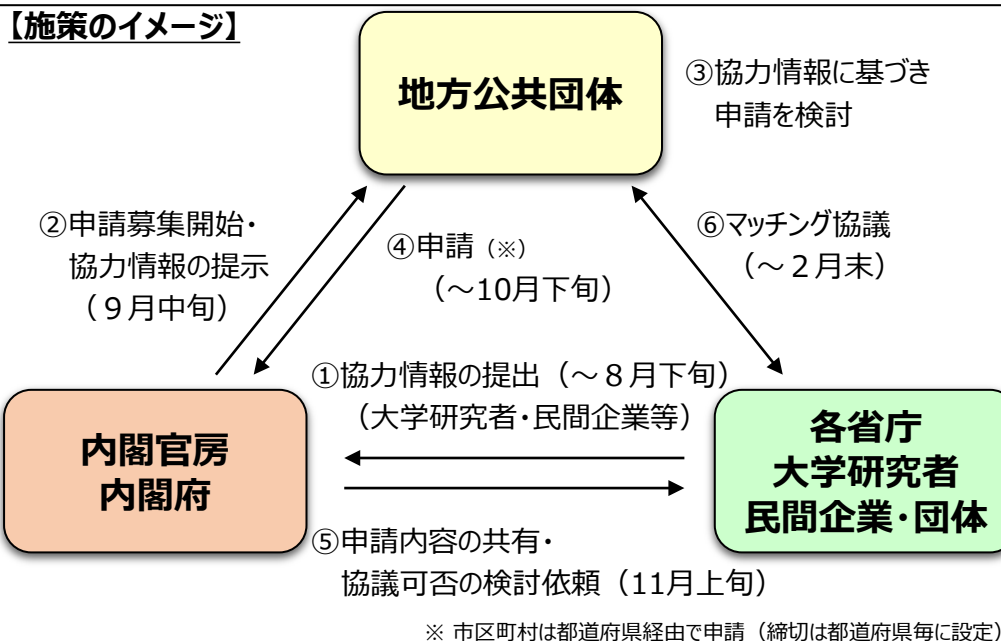 【施策のイメージ】
地方公共団体
③協力情報に基づき
申請を検討
②申請募集開始・
協力情報の提示
（９月中旬）
④申請（※）
（～10月下旬）
⑥マッチング協議
（～２月末）
①協力情報の提出（～８月下旬）
（大学研究者・民間企業等）
内閣官房
内閣府
各省庁
大学研究者
民間企業・団体
⑤申請内容の共有・
協議可否の検討依頼（11月上旬）
※ 市区町村は都道府県経由で申請（締切は都道府県毎に設定）